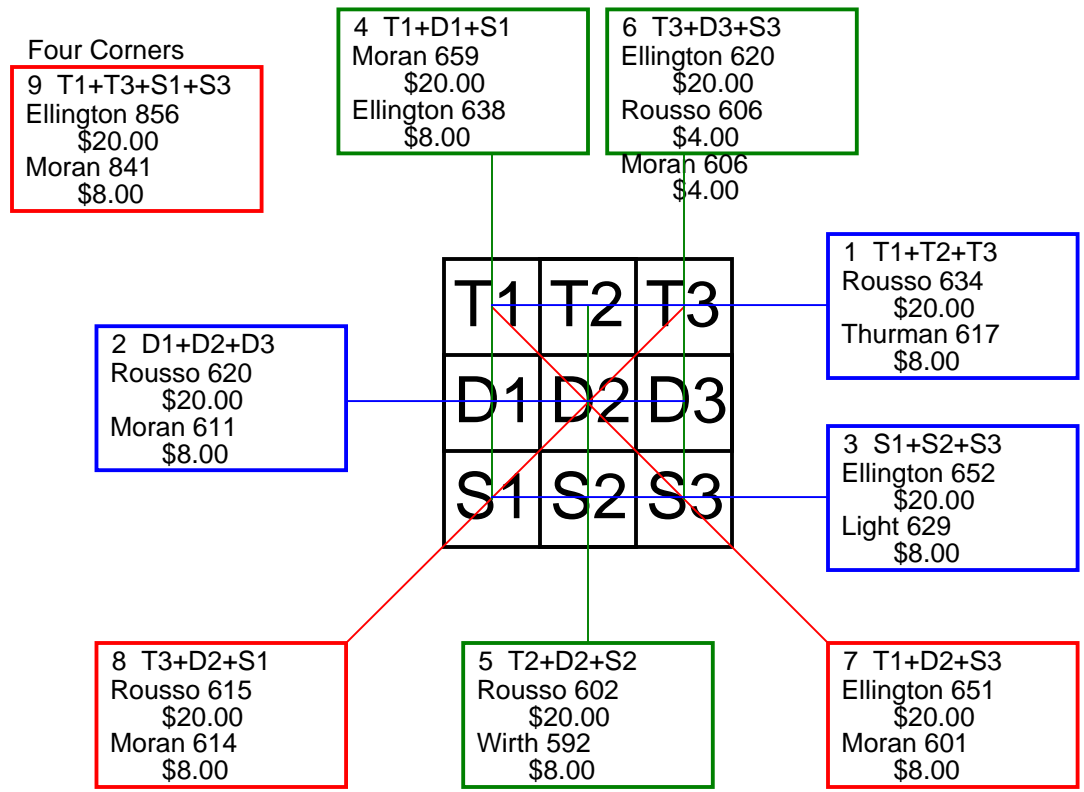 Four Corners
9 T1+T3+S1+S3
Ellington 856
$20.00
Moran 841
$8.00
4 T1+D1+S1
Moran 659
$20.00
Ellington 638
$8.00
6 T3+D3+S3
Ellington 620
$20.00
Rousso 606
$4.00
Moran 606
$4.00
1 T1+T2+T3
Rousso 634
$20.00
Thurman 617
$8.00
2 D1+D2+D3
Rousso 620
$20.00
Moran 611
$8.00
T1 T2 T3
D1 D2 D3
S1 S2 S3
3 S1+S2+S3
Ellington 652
$20.00
Light 629
$8.00
8 T3+D2+S1
Rousso 615
$20.00
Moran 614
$8.00
5 T2+D2+S2
Rousso 602
$20.00
Wirth 592
$8.00
7 T1+D2+S3
Ellington 651
$20.00
Moran 601
$8.00